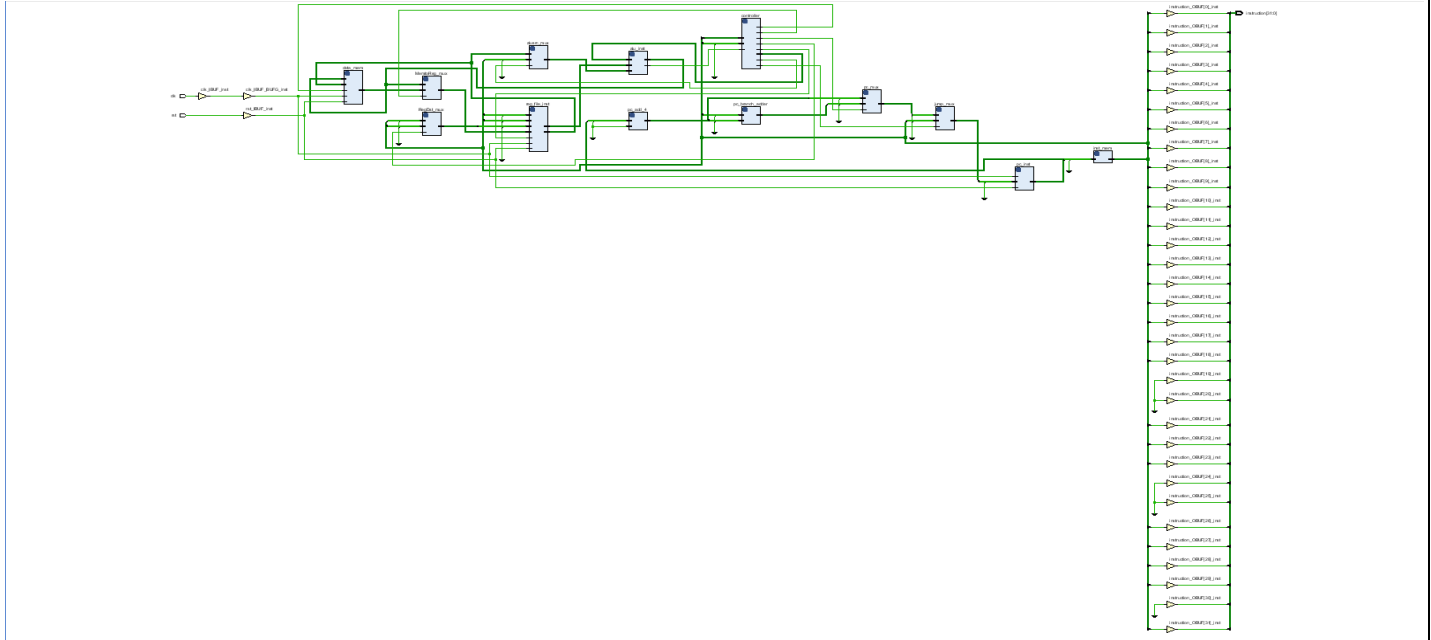 controller
alusrc_mux
alu_inst
data_mem
MemtoReg_mux
clk_IBUF_inst
clk_IBUF_BUFG_inst
clk
pc_mux
rst
rst_IBUF_inst
RegDst_mux
reg_file_inst
pc_add_4
pc_branch_adder
jump_mux
inst_mem
pc_inst
instruction_OBUF[0]_inst
instruction[31:0]
instruction_OBUF[1]_inst
instruction_OBUF[2]_inst
instruction_OBUF[3]_inst
instruction_OBUF[4]_inst
instruction_OBUF[5]_inst
instruction_OBUF[6]_inst
instruction_OBUF[7]_inst
instruction_OBUF[8]_inst
instruction_OBUF[9]_inst
instruction_OBUF[10]_inst
instruction_OBUF[11]_inst
instruction_OBUF[12]_inst
instruction_OBUF[13]_inst
instruction_OBUF[14]_inst
instruction_OBUF[15]_inst
instruction_OBUF[16]_inst
instruction_OBUF[17]_inst
instruction_OBUF[18]_inst
instruction_OBUF[19]_inst
instruction_OBUF[20]_inst
instruction_OBUF[21]_inst
instruction_OBUF[22]_inst
instruction_OBUF[23]_inst
instruction_OBUF[24]_inst
instruction_OBUF[25]_inst
instruction_OBUF[26]_inst
instruction_OBUF[27]_inst
instruction_OBUF[28]_inst
instruction_OBUF[29]_inst
instruction_OBUF[30]_inst
instruction_OBUF[31]_inst